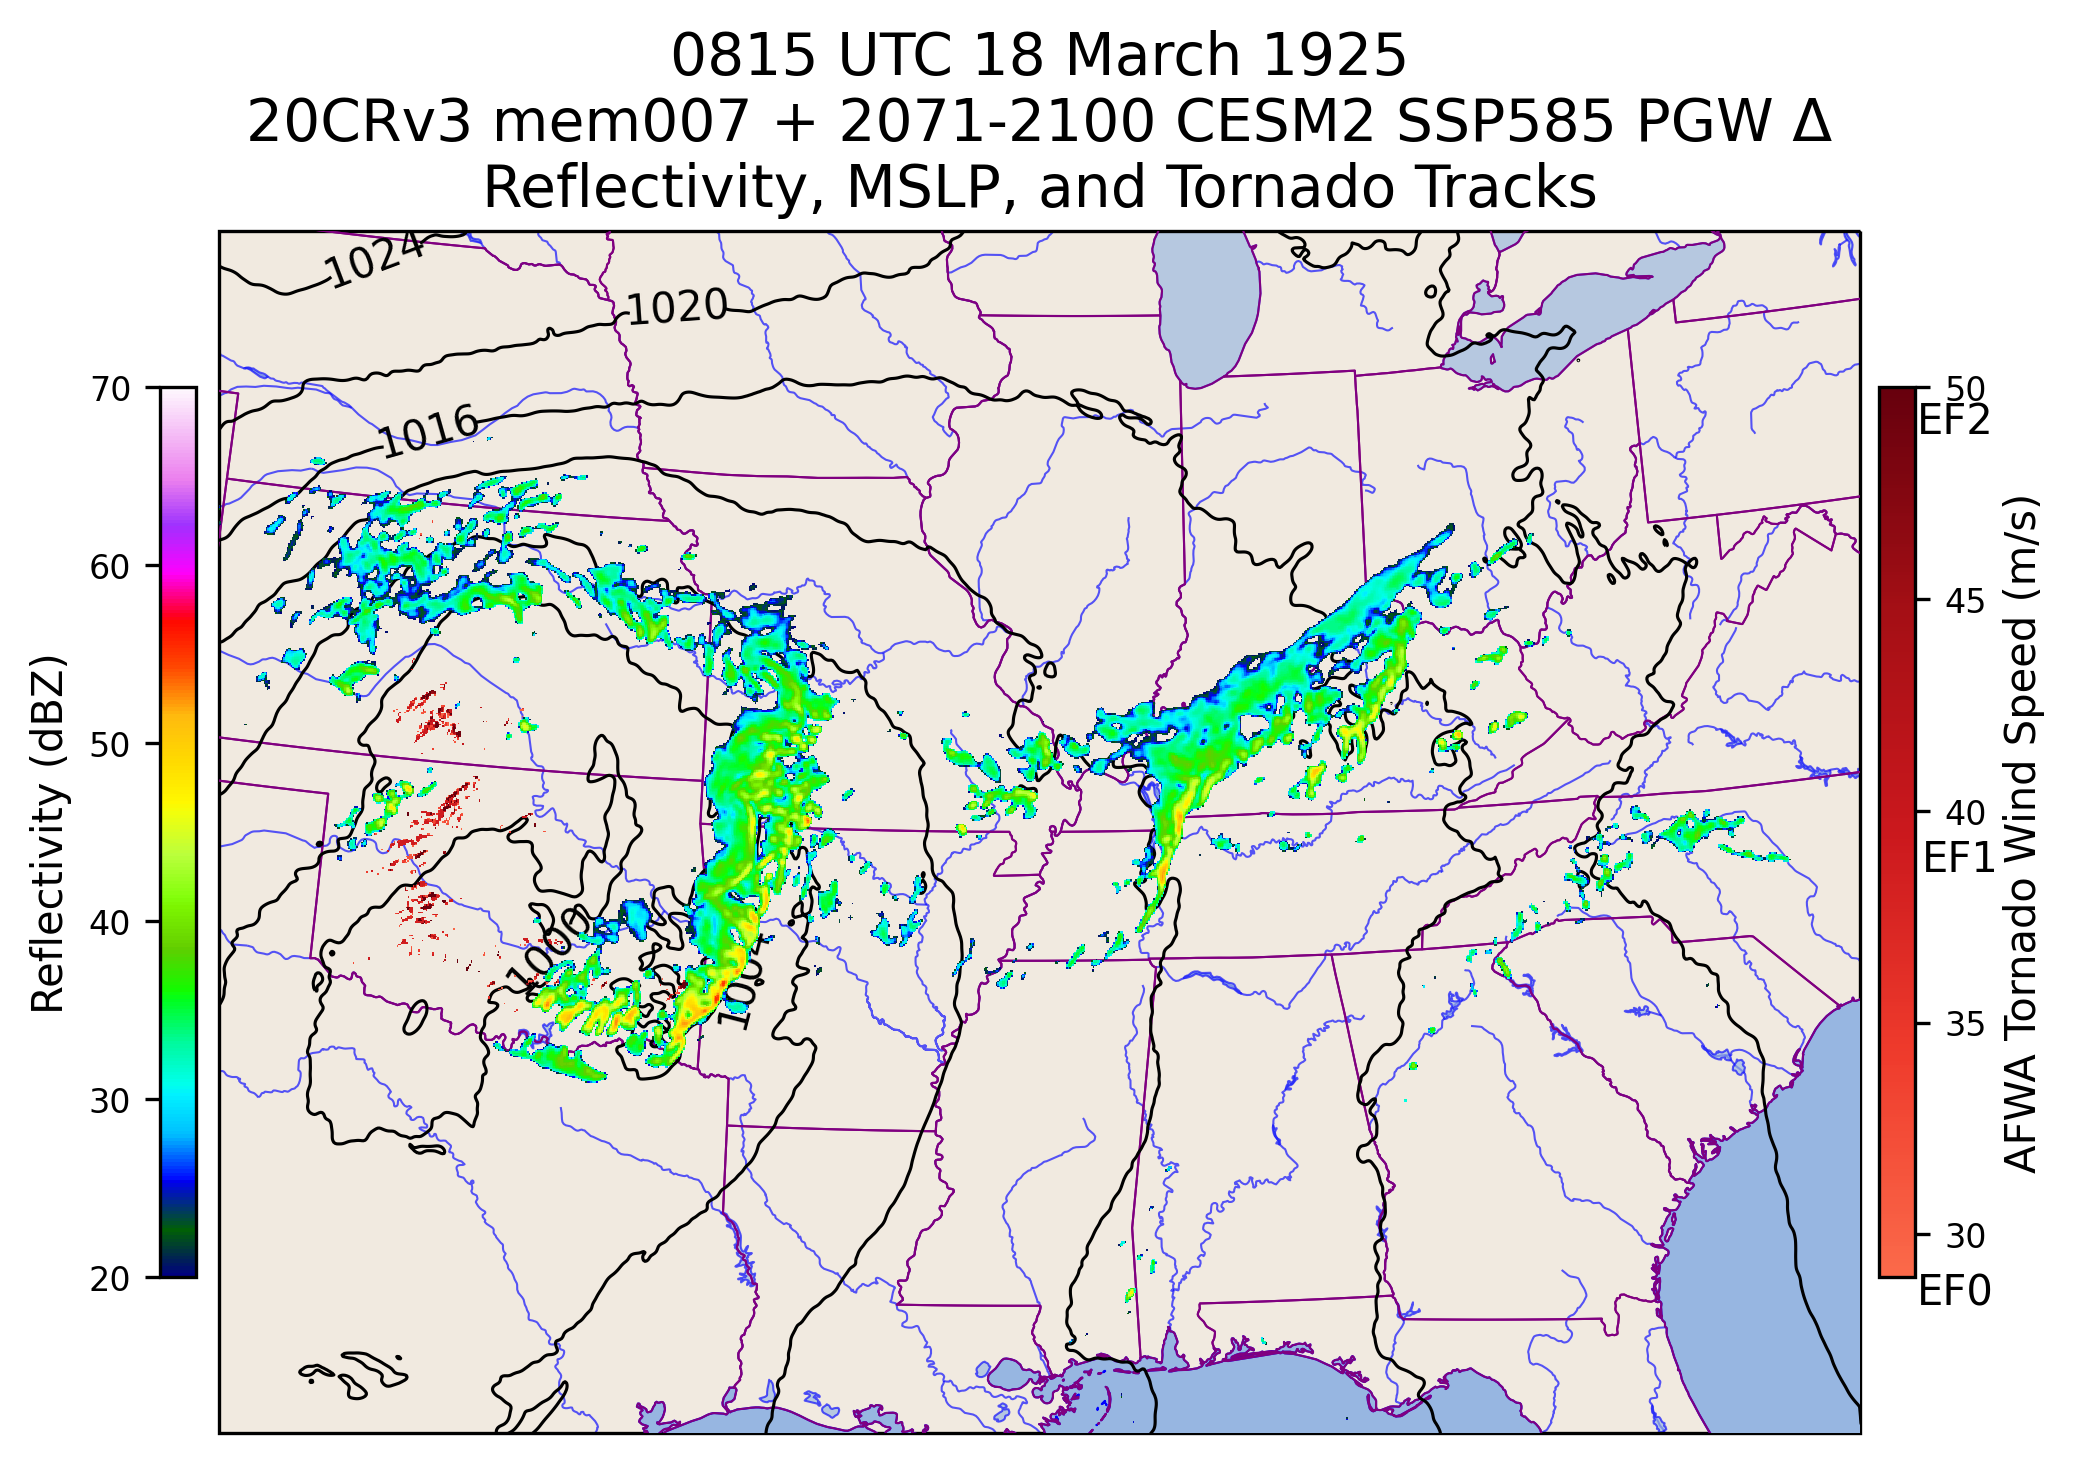 0815 UTC 18 March 1925
20CRv3 mem007 + 2071-2100 CESM2 SSP585 PGW Δ
Reflectivity, MSLP, and Tornado Tracks
1024
1020
1016
1000
70
60
50
40
30
20
Reflectivity (dBZ)
50
EF2
45
40
EF1
35
30
EF0
AFWA Tornado Wind Speed (m/s)